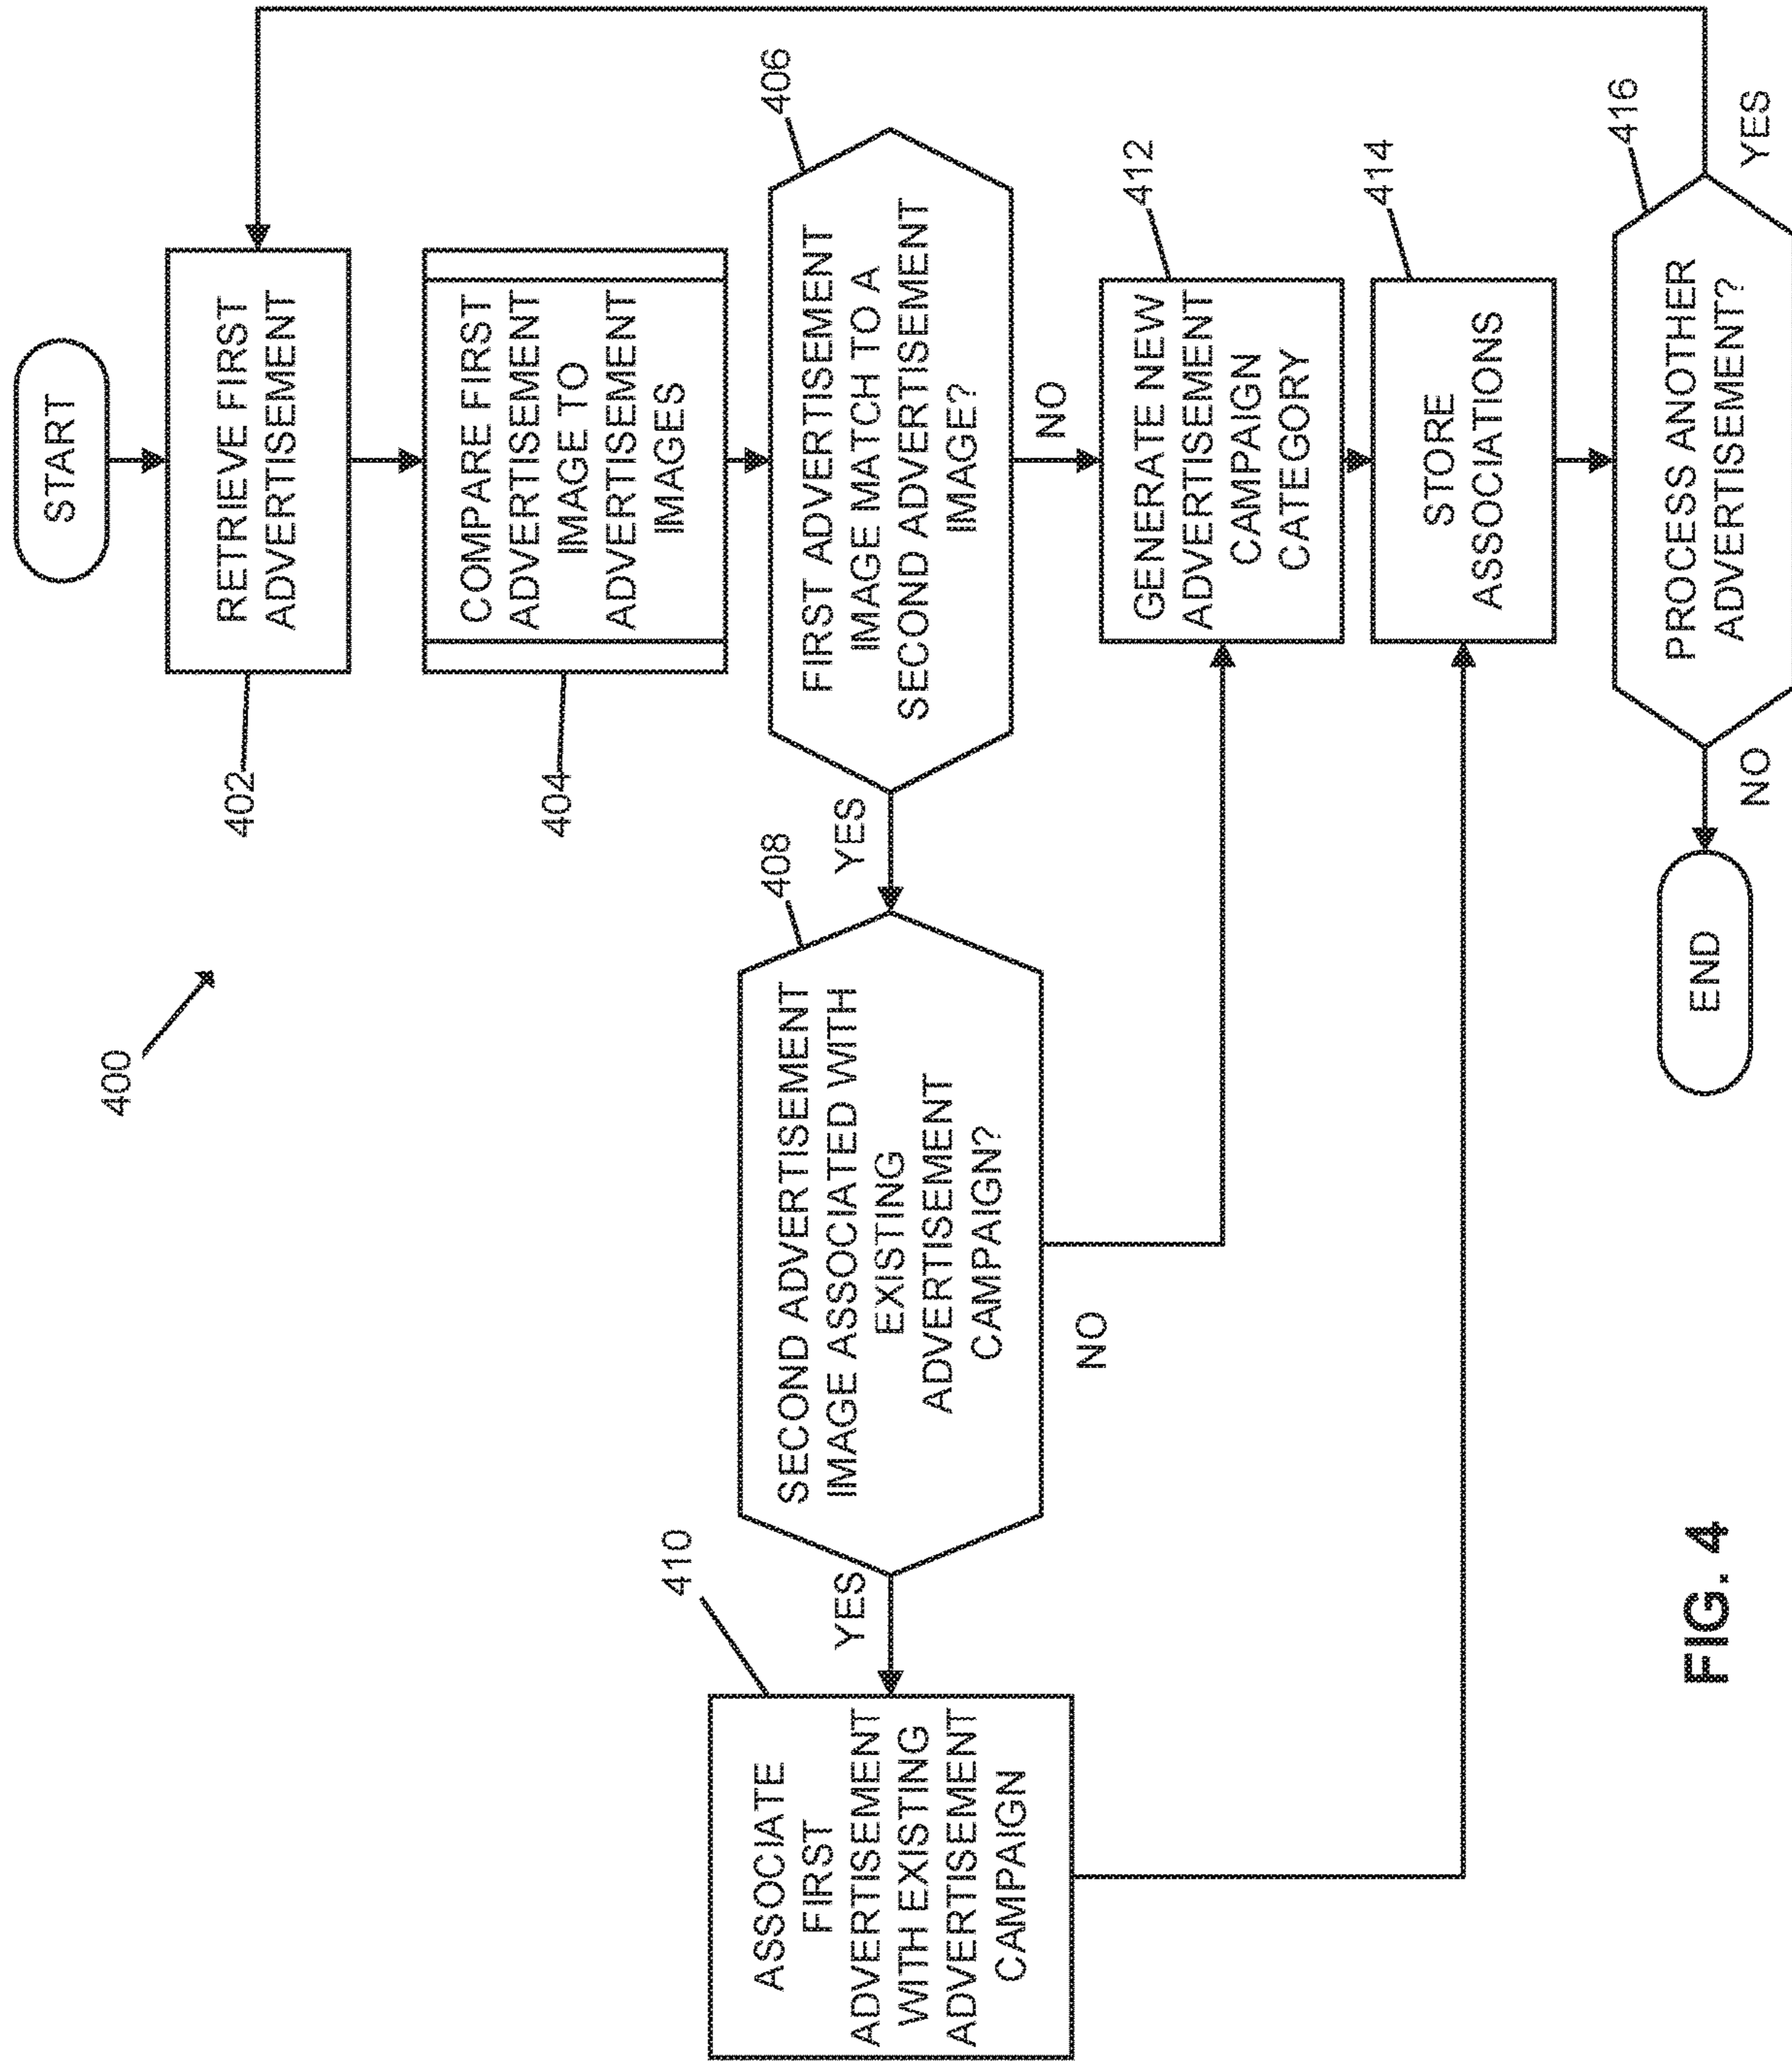 400
START
RETRIEVE FIRST
ADVERTISEMENT
402
COMPARE FIRST
ADVERTISEMENT
IMAGE TO
ADVERTISEMENT
IMAGES
404
FIRST ADVERTISEMENT
IMAGE MATCH TO A
SECOND ADVERTISEMENT
IMAGE?
406
YES
NO
SECOND ADVERTISEMENT
IMAGE ASSOCIATED WITH
EXISTING
ADVERTISEMENT
CAMPAIGN?
408
YES
NO
ASSOCIATE
FIRST
ADVERTISEMENT
WITH EXISTING
ADVERTISEMENT
CAMPAIGN
410
GENERATE NEW
ADVERTISEMENT
CAMPAIGN
CATEGORY
412
STORE
ASSOCIATIONS
414
PROCESS ANOTHER
ADVERTISEMENT?
416
YES
NO
END
FIG. 4